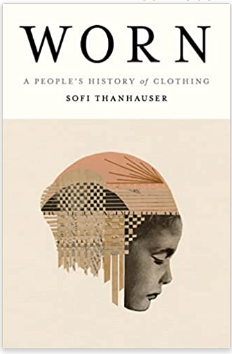 WORN
A PEOPLE'S HISTORY of CLOTHING
SOFI THANHAUSER